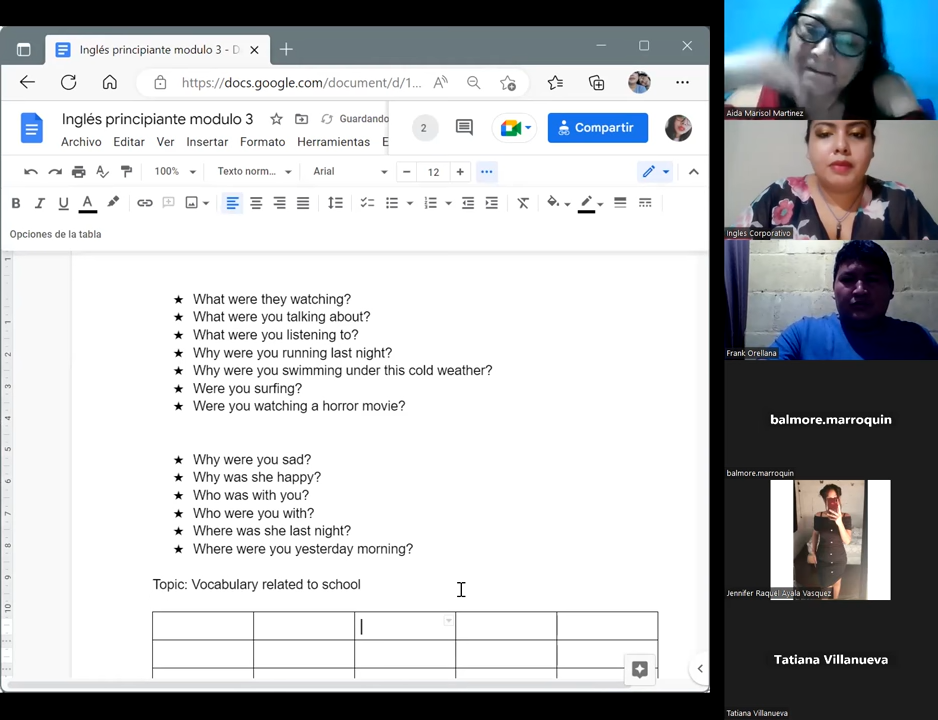 Inglés principiante modulo 3 - D
https://docs.google.com/document/d/1...
Inglés principiante modulo 3
Guardando
2
Compartir
Archivo Editar Ver Insertar Formato Herramientas E
100% Texto norm... Arial 12
Opciones de la tabla
★ What were they watching?
★ What were you talking about?
★ What were you listening to?
★ Why were you running last night?
★ Why were you swimming under this cold weather?
★ Were you surfing?
★ Were you watching a horror movie?
★ Why were you sad?
★ Why was she happy?
★ Who was with you?
★ Who were you with?
★ Where was she last night?
★ Where were you yesterday morning?
Topic: Vocabulary related to school
Aida Marisol Martinez
Ingles Corporativo
Frank Orellana
balmore.marroquin
balmore.marroquin
Jennifer Raquel Ayala Vasquez
Tatiana Villanueva
Tatiana Villanueva